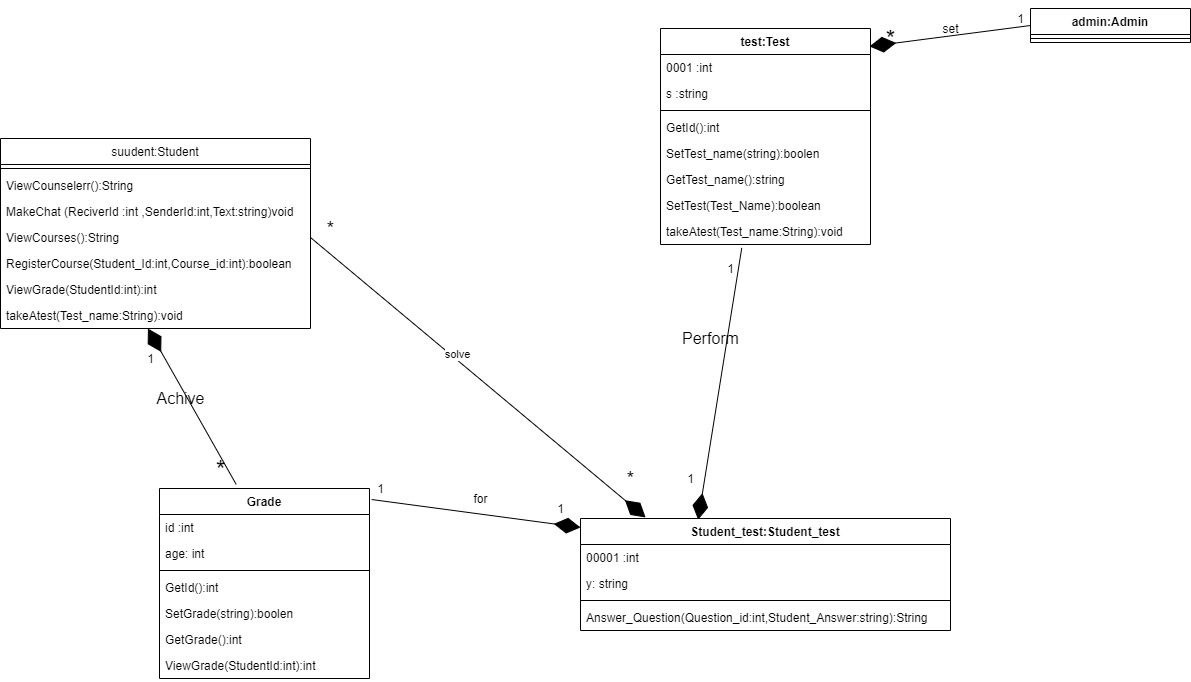 admin:Admin
1
set
*
test:Test
0001 :int
s :string
GetId():int
SetTest_name(string):boolen
GetTest_name():string
SetTest(Test_Name):boolean
takeAtest(Test_name:String):void
suudent:Student
ViewCounselerr():String
MakeChat (ReciverId :int ,SenderId:int,Text:string)void
ViewCourses():String
RegisterCourse(Student_Id:int,Course_id:int):boolean
ViewGrade(StudentId:int):int
takeAtest(Test_name:String):void
*
1
Perform
solve
1
Achive
*
*
1
1
for
1
Grade
id :int
age: int
GetId():int
SetGrade(string):boolen
GetGrade():int
ViewGrade(StudentId:int):int
Student_test:Student_test
00001 :int
y: string
Answer_Question(Question_id:int,Student_Answer:string):String